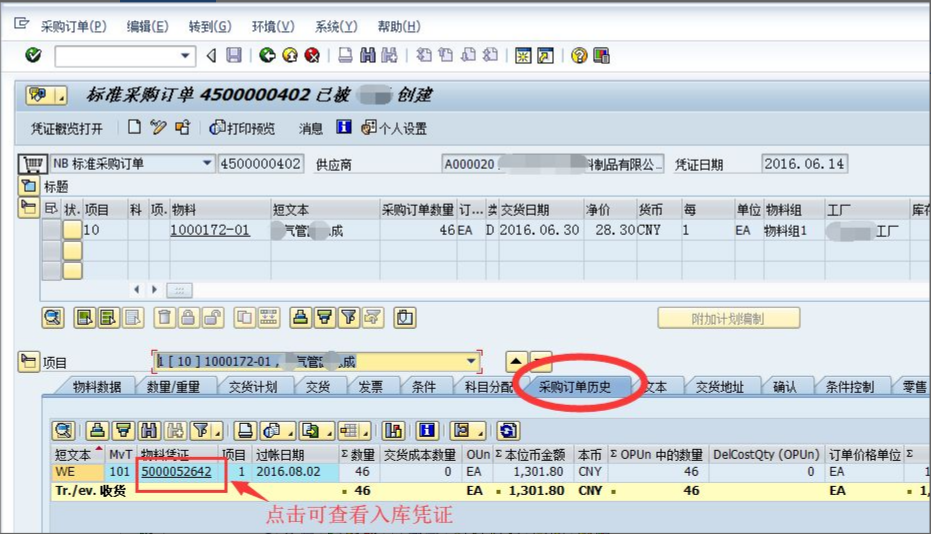 采购订单(P) 编辑(E) 转到(G) 环境(V) 系统(Y) 帮助(H)
标准采购订单 4500000402 已被 创建
凭证概览打开 打印预览 消息 个人设置
NB 标准采购订单 4500000402 供应商 A000020 料制品有限公.. 凭证日期 2016.06.14
标题
状. 项目 科 项. 物料 短文本 采购订单数量 订... 类 交货日期 净价 货币 每 单位 物料组 工厂 库存
10 1000172-01 气管 成 46 EA D 2016.06.30 28.30 CNY 1 EA 物料组1 工厂
附加计划编制
项目 1 [ 10 ] 1000172-01 , 气管 成
物料数据 数量/重量 交货计划 交货 发票 条件 科目分配 采购订单历史 文本 交货地址 确认 条件控制 零售
短文本 MvT 物料凭证 项目 过帐日期 Σ 数量 交货成本数量 OUn Σ 本位币金额 本币 Σ OPUn 中的数量 DelCostQty (OPUn) 订单价格单位 Σ
WE 101 5000052642 1 2016.08.02 46 0 EA 1,301.80 CNY 46 0 EA
Tr./ev. 收货 ▪ 46 EA ▪ 1,301.80 CNY ▪ 46 EA ▪ 1,
点击可查看入库凭证